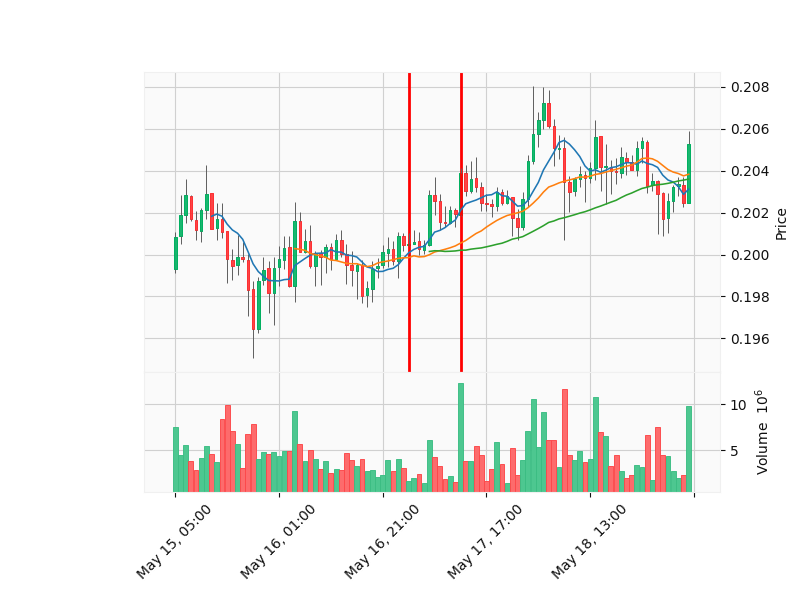 0.208
0.206
0.204
0.202
0.200
0.198
0.196
Price
10
5
Volume 10^6
May 15, 05:00
May 16, 01:00
May 16, 21:00
May 17, 17:00
May 18, 13:00